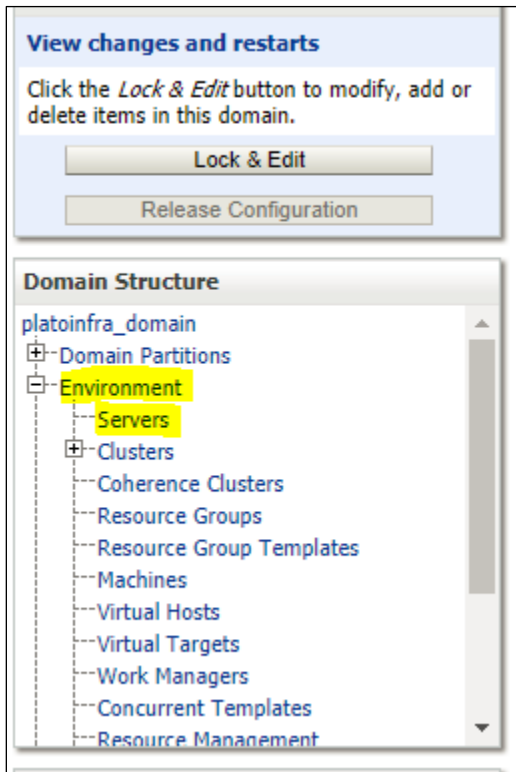 View changes and restarts
Click the Lock & Edit button to modify, add or
delete items in this domain.
Lock & Edit
Release Configuration
Domain Structure
platoinfra_domain
Domain Partitions
Environment
Servers
Clusters
Coherence Clusters
Resource Groups
Resource Group Templates
Machines
Virtual Hosts
Virtual Targets
Work Managers
Concurrent Templates
Resource Management